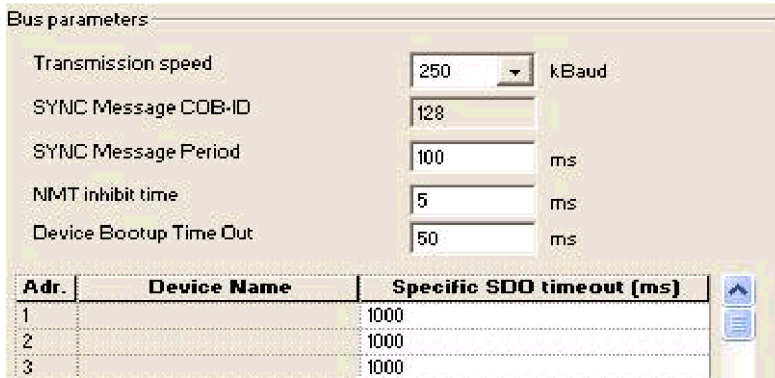 Bus parameters
Transmission speed 250 kBaud
SYNC Message COB-ID 128
SYNC Message Period 100 ms
NMT inhibit time 5 ms
Device Bootup Time Out 50 ms
Adr. Device Name Specific SDO timeout (ms)
1 1000
2 1000
3 1000